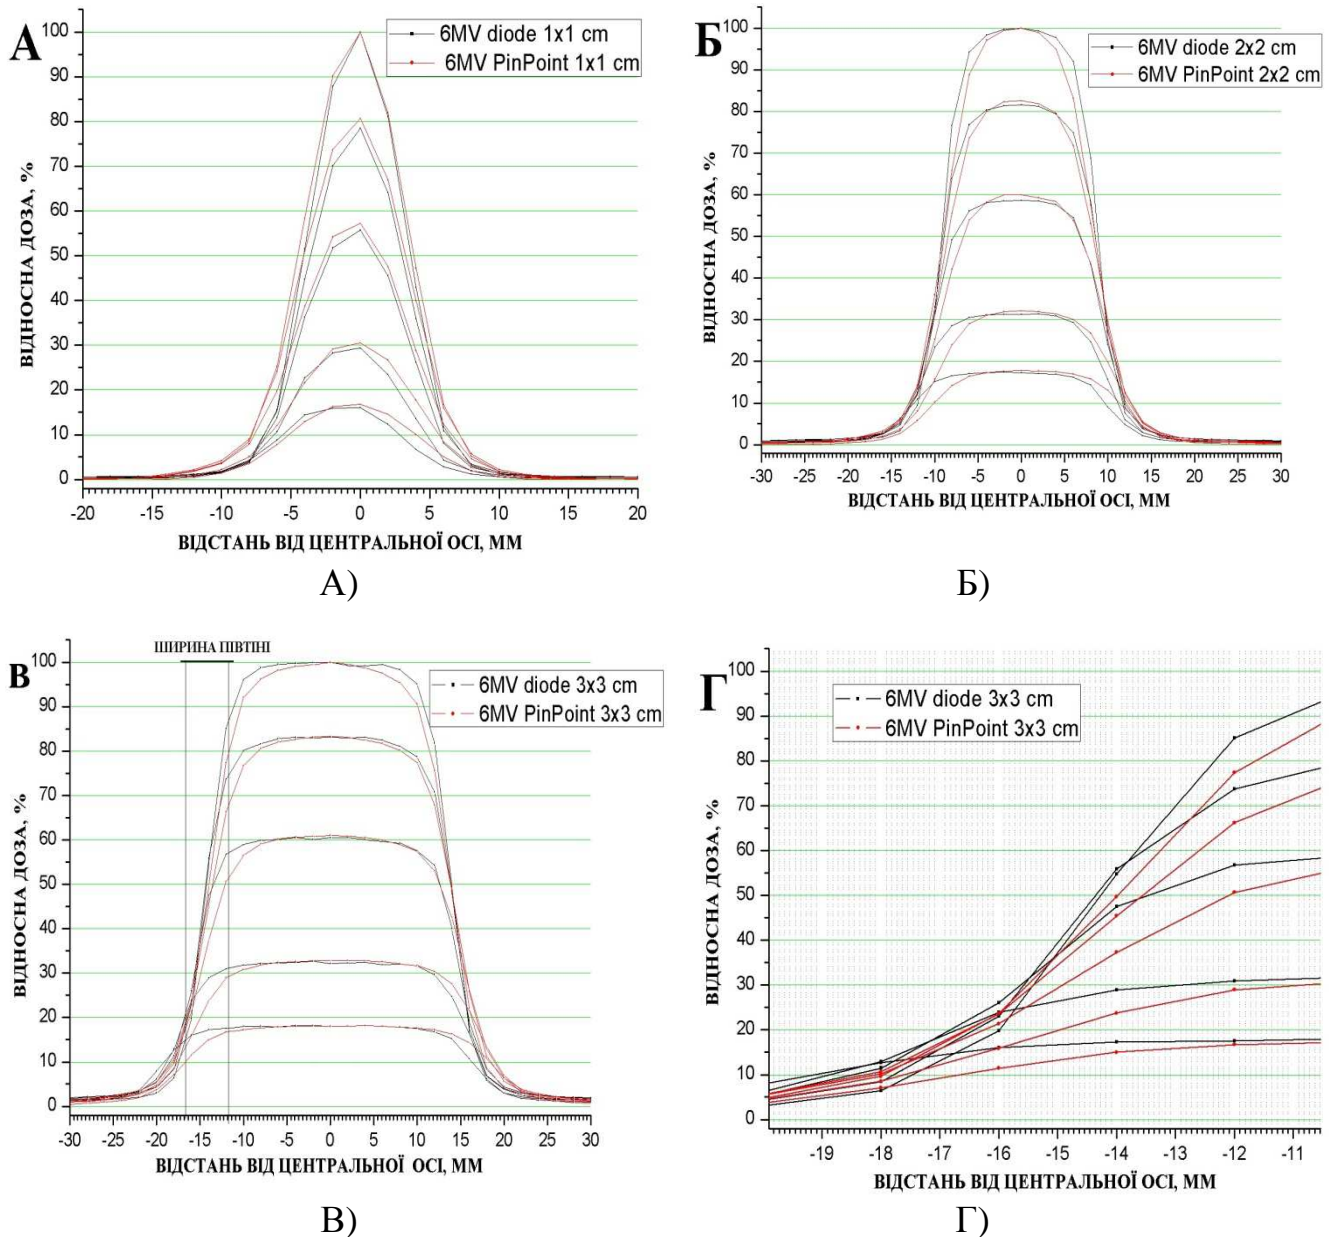 А
6MV diode 1x1 cm
6MV PinPoint 1x1 cm
ВІДНОСНА ДОЗА, %
100
90
80
70
60
50
40
30
20
10
0
-20 -15 -10 -5 0 5 10 15 20
ВІДСТАНЬ ВІД ЦЕНТРАЛЬНОЇ ОСІ, ММ
А)
Б
6MV diode 2x2 cm
6MV PinPoint 2x2 cm
ВІДНОСНА ДОЗА, %
100
90
80
70
60
50
40
30
20
10
0
-30 -25 -20 -15 -10 -5 0 5 10 15 20 25 30
ВІДСТАНЬ ВІД ЦЕНТРАЛЬНОЇ ОСІ, ММ
Б)
В
ШИРИНА ПІВТІНІ
6MV diode 3x3 cm
6MV PinPoint 3x3 cm
ВІДНОСНА ДОЗА, %
100
90
80
70
60
50
40
30
20
10
0
-30 -25 -20 -15 -10 -5 0 5 10 15 20 25 30
ВІДСТАНЬ ВІД ЦЕНТРАЛЬНОЇ ОСІ, ММ
В)
Г
6MV diode 3x3 cm
6MV PinPoint 3x3 cm
ВІДНОСНА ДОЗА, %
100
90
80
70
60
50
40
30
20
10
0
-19 -18 -17 -16 -15 -14 -13 -12 -11
ВІДСТАНЬ ВІД ЦЕНТРАЛЬНОЇ ОСІ, ММ
Г)